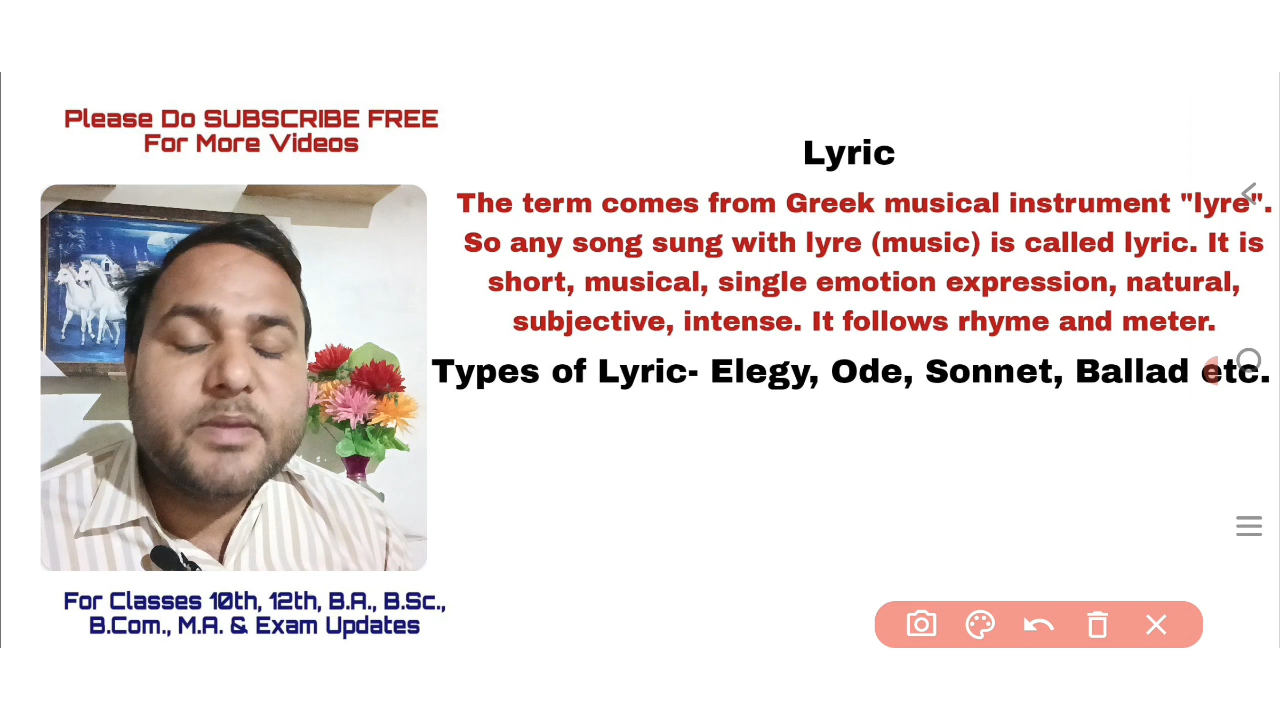 Please Do SUBSCRIBE FREE
For More Videos
Lyric
The term comes from Greek musical instrument "lyre".
So any song sung with lyre (music) is called lyric. It is
short, musical, single emotion expression, natural,
subjective, intense. It follows rhyme and meter.
Types of Lyric- Elegy, Ode, Sonnet, Ballad etc.
For Classes 10th, 12th, B.A., B.Sc.,
B.Com., M.A. & Exam Updates